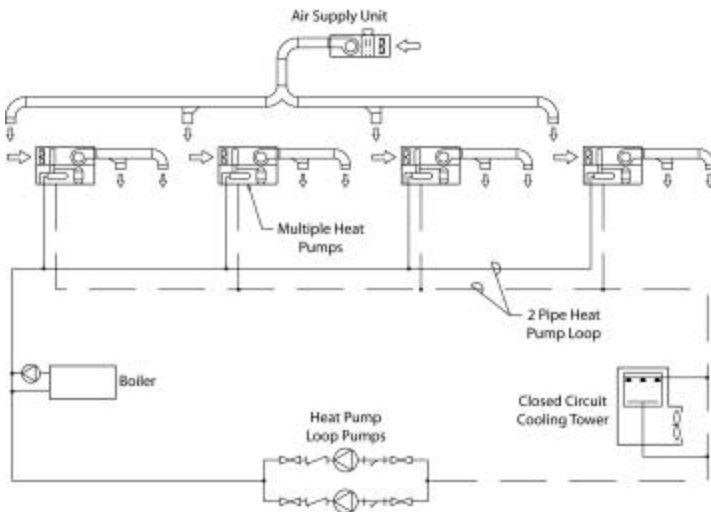 Air Supply Unit
Multiple Heat
Pumps
2 Pipe Heat
Pump Loop
Boiler
Closed Circuit
Cooling Tower
Heat Pump
Loop Pumps